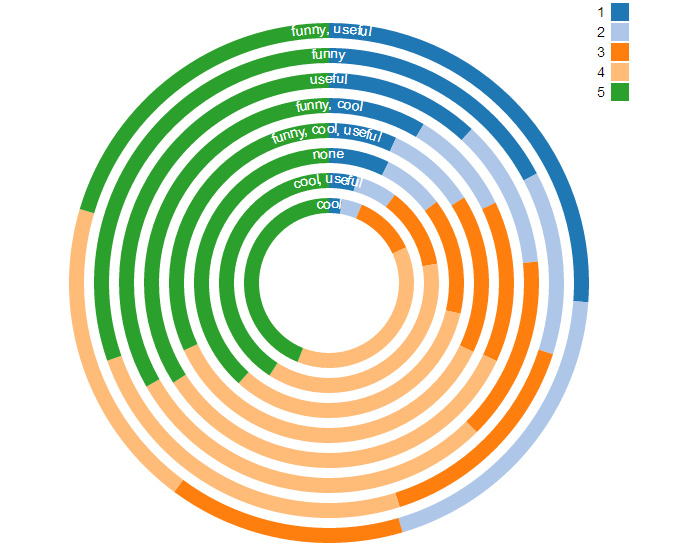 funny, useful
funny
useful
funny, cool
funny, cool, useful
none
cool, useful
cool
1
2
3
4
5